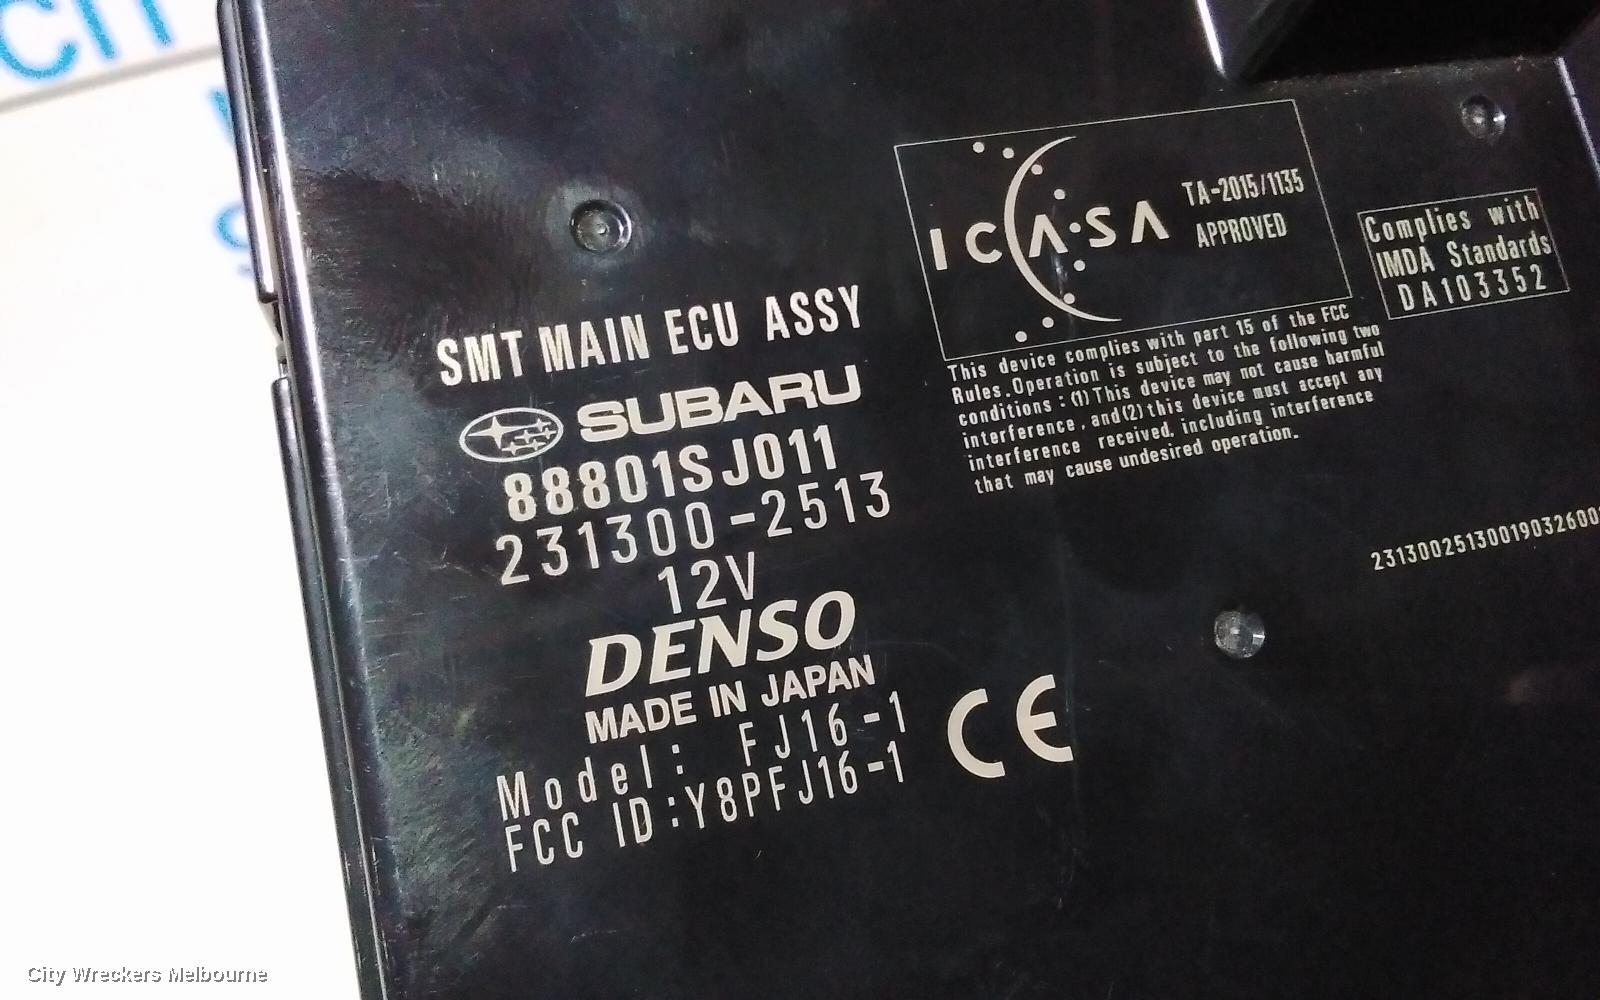 SMT MAIN ECU ASSY
SUBARU
88801SJ011
231300-2513
12V
DENSO
MADE IN JAPAN
Model: FJ16-1
FCC ID:Y8PFJ16-1
CE
ICASA
TA-2015/1135
APPROVED
Complies with
IMDA Standards
DA103352
This device complies with part 15 of the FCC
Rules.Operation is subject to the following two
conditions:(1)This device may not cause harmful
interference, and(2)this device must accept any
interference received, including interference
that may cause undesired operation.
City Wreckers Melbourne